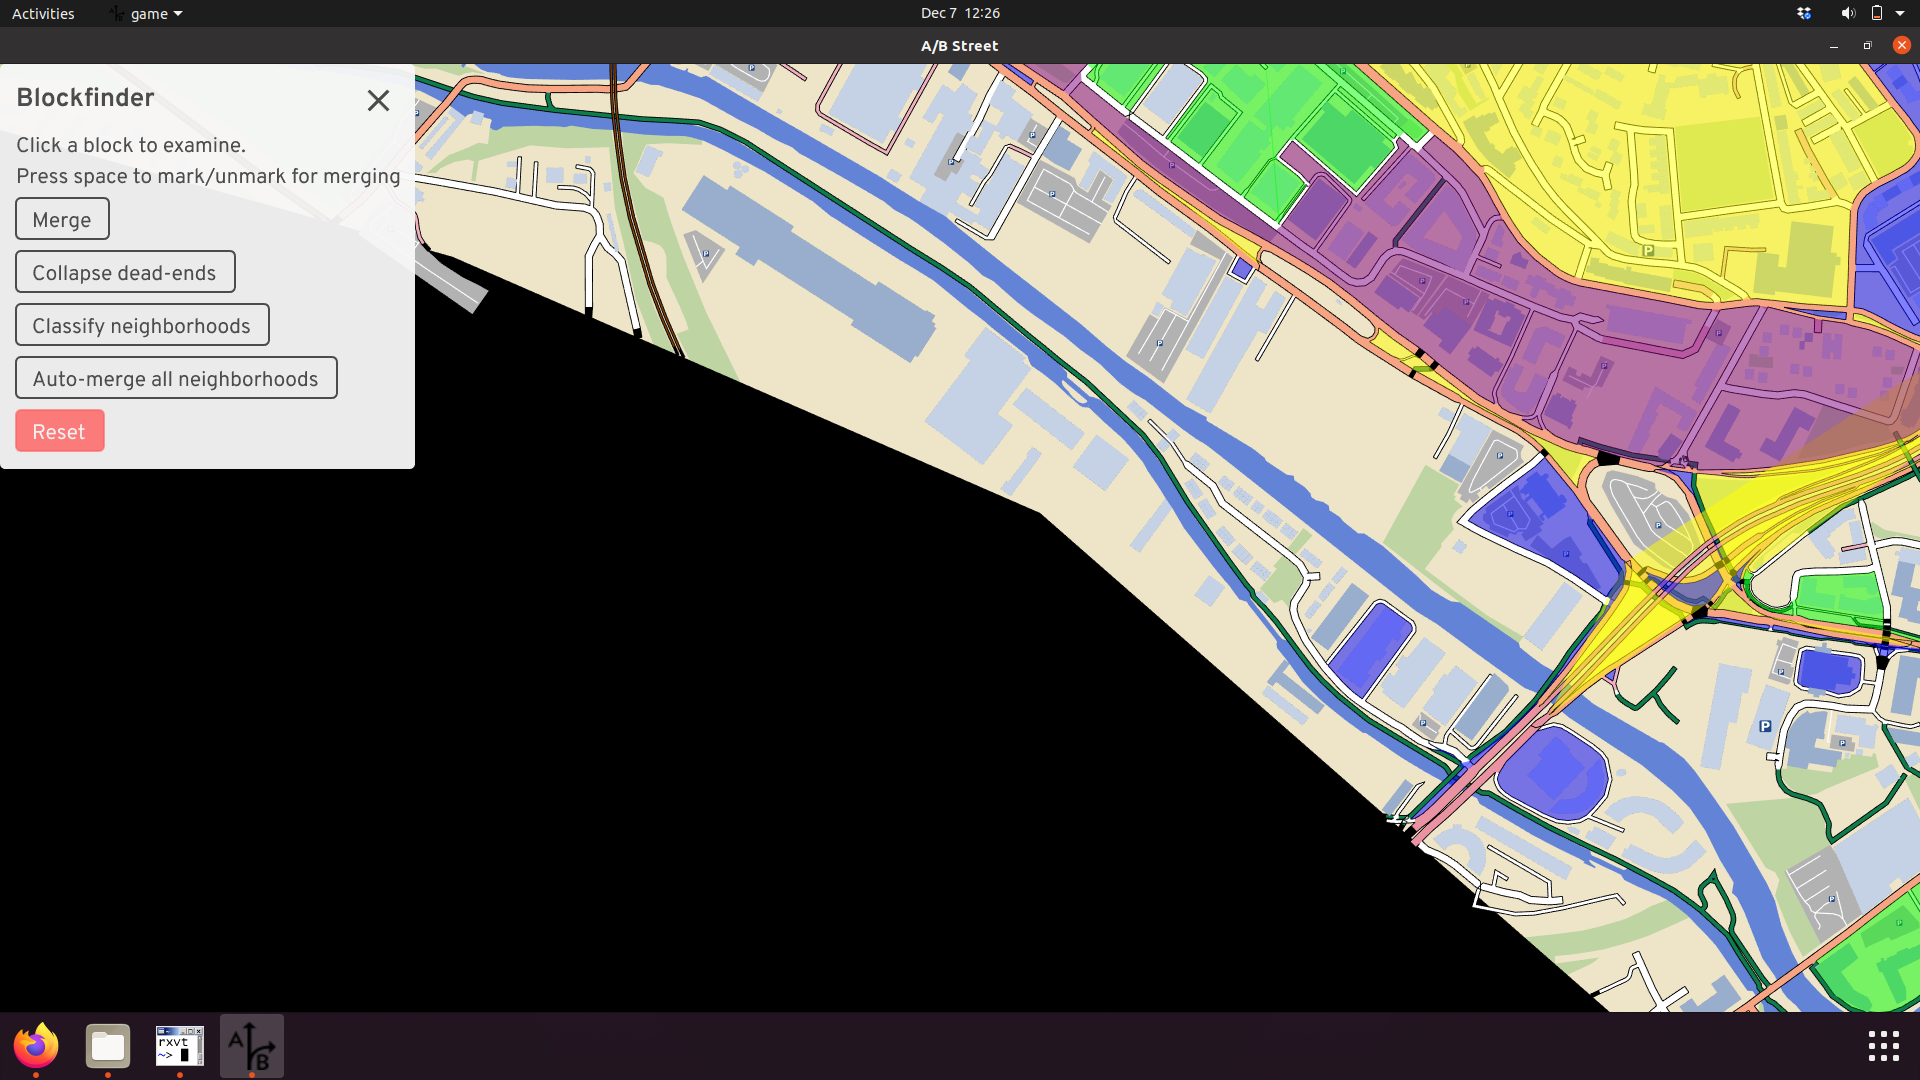 Activities
game
Dec 7 12:26
A/B Street
Blockfinder
Click a block to examine.
Press space to mark/unmark for merging
Merge
Collapse dead-ends
Classify neighborhoods
Auto-merge all neighborhoods
Reset
P
rxvt
~>
A
B